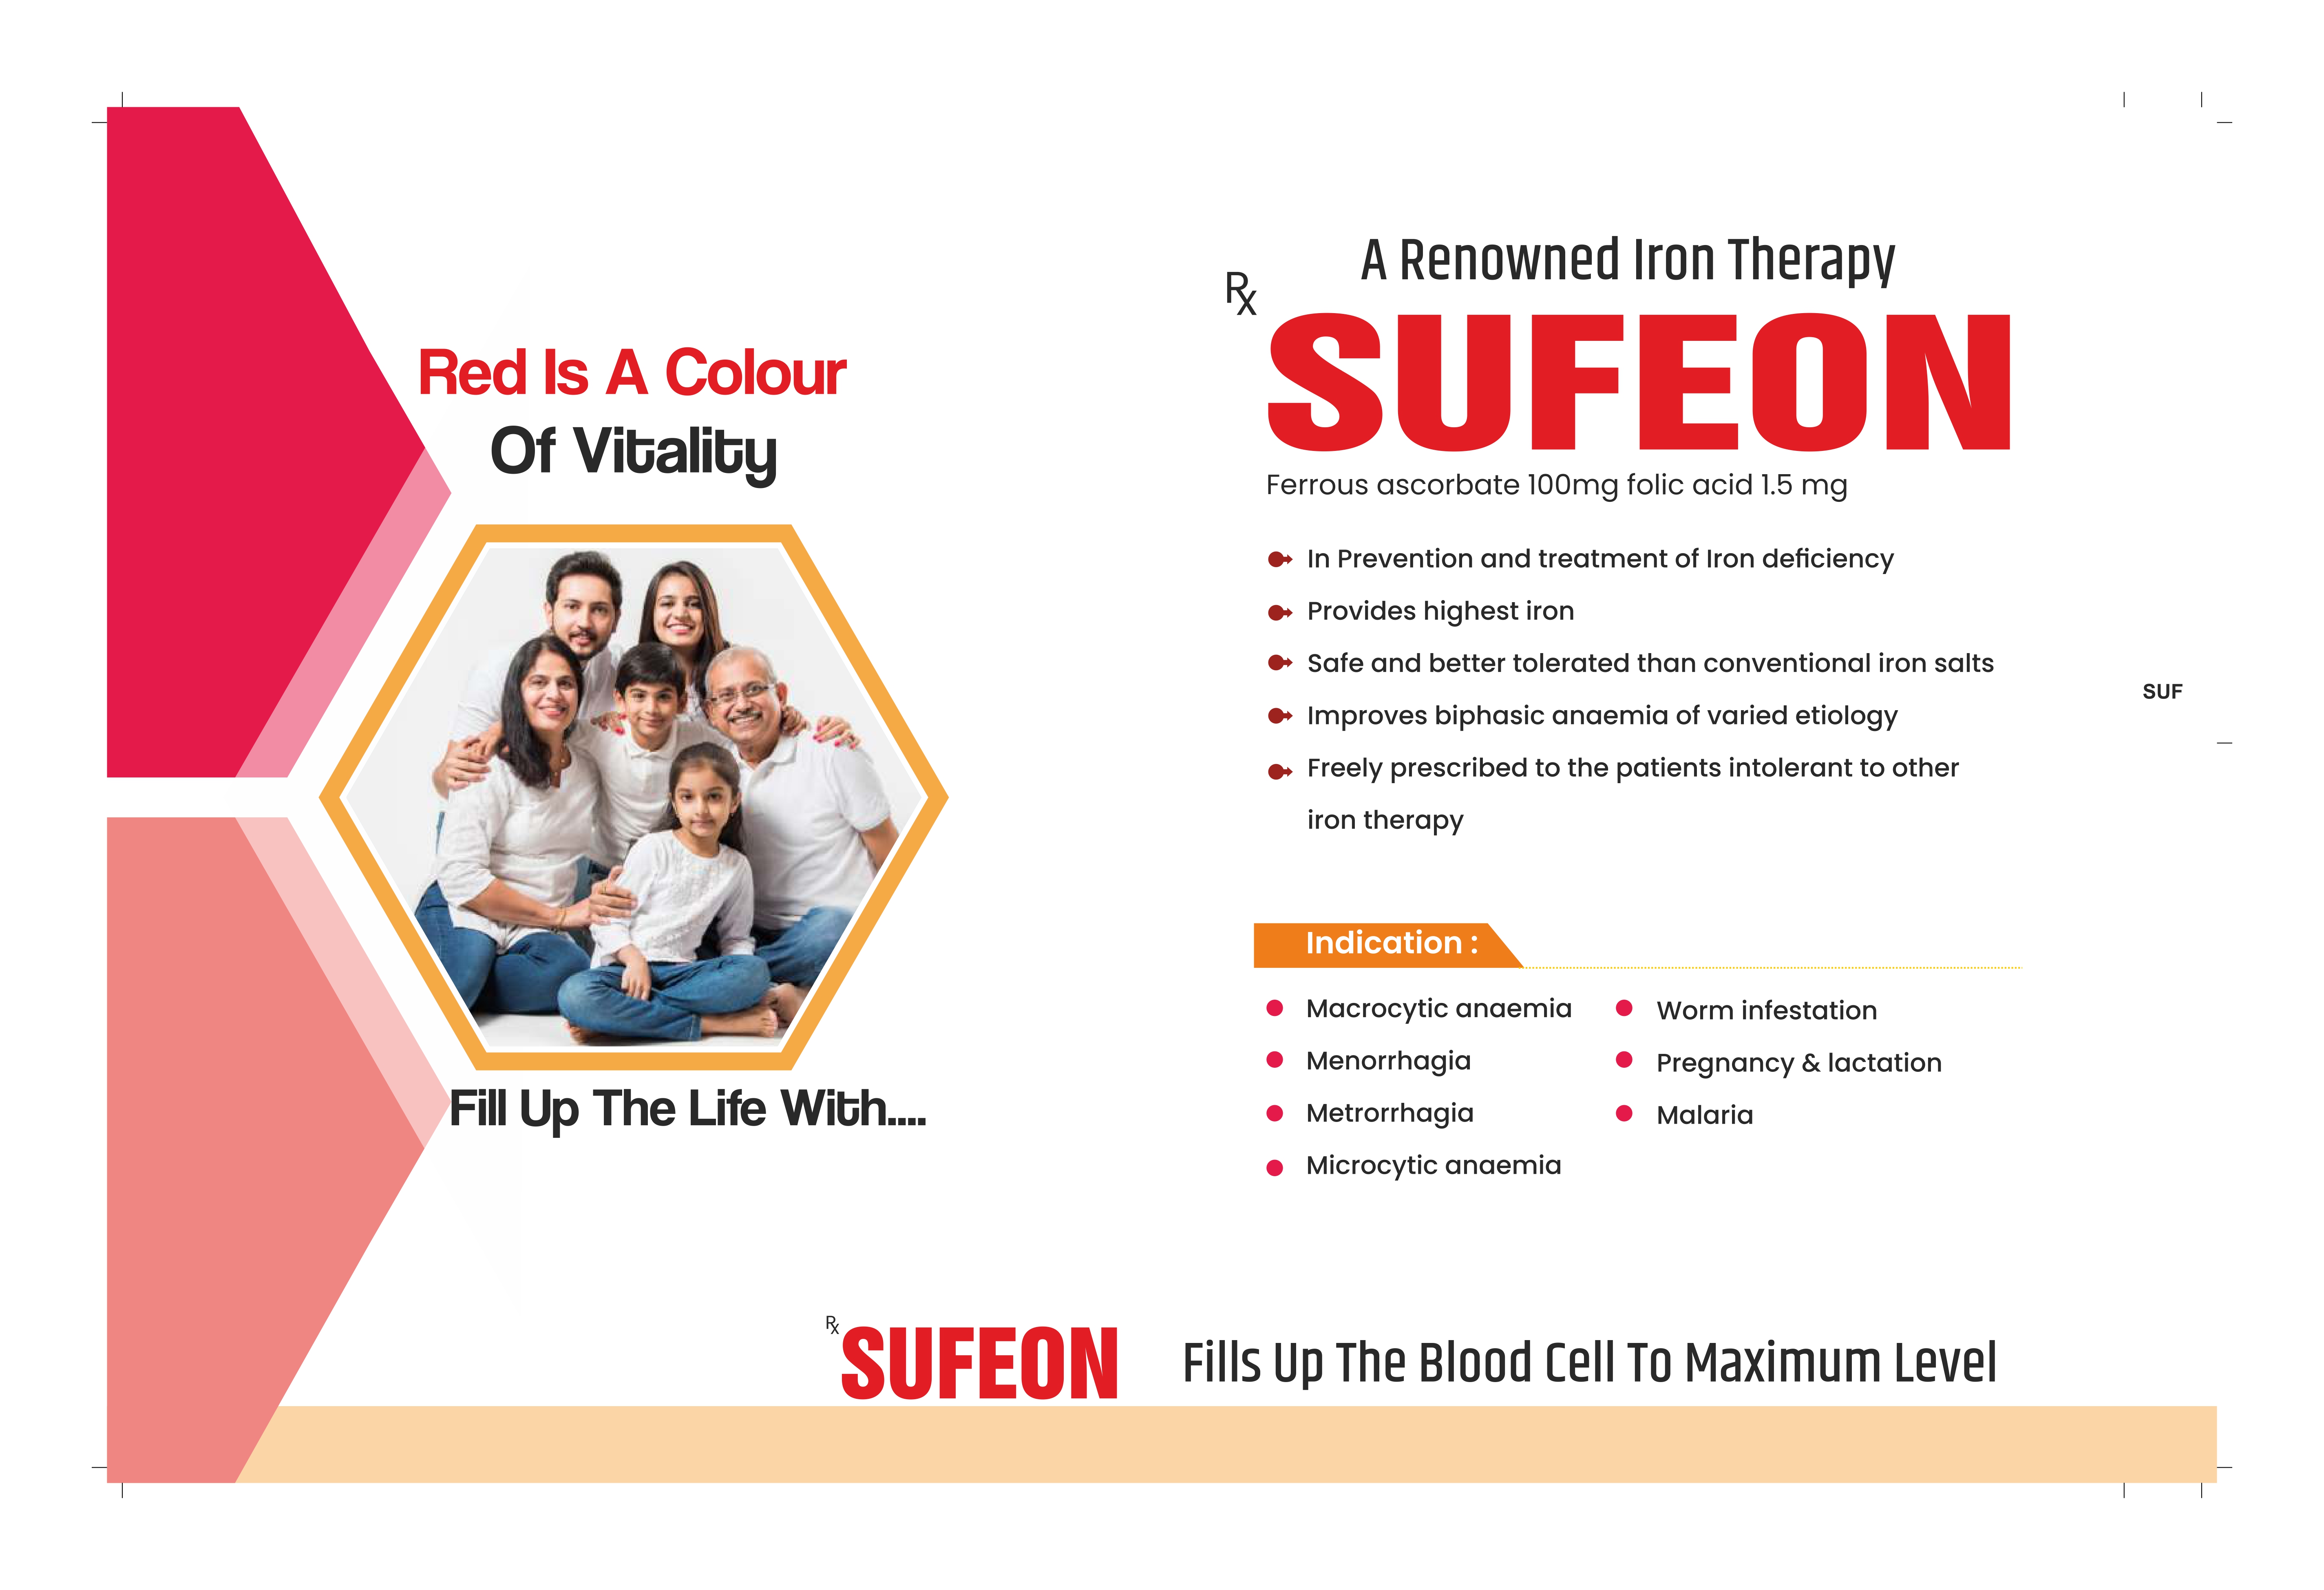 Red Is A Colour
Of Vitality
Fill Up The Life With....
A Renowned Iron Therapy
Rx
SUFEON
Ferrous ascorbate 100mg folic acid 1.5 mg
In Prevention and treatment of Iron deficiency
Provides highest iron
Safe and better tolerated than conventional iron salts
Improves biphasic anaemia of varied etiology
Freely prescribed to the patients intolerant to other
iron therapy
SUF
Indication :
Macrocytic anaemia
Menorrhagia
Metrorrhagia
Microcytic anaemia
Worm infestation
Pregnancy & lactation
Malaria
Rx
SUFEON
Fills Up The Blood Cell To Maximum Level